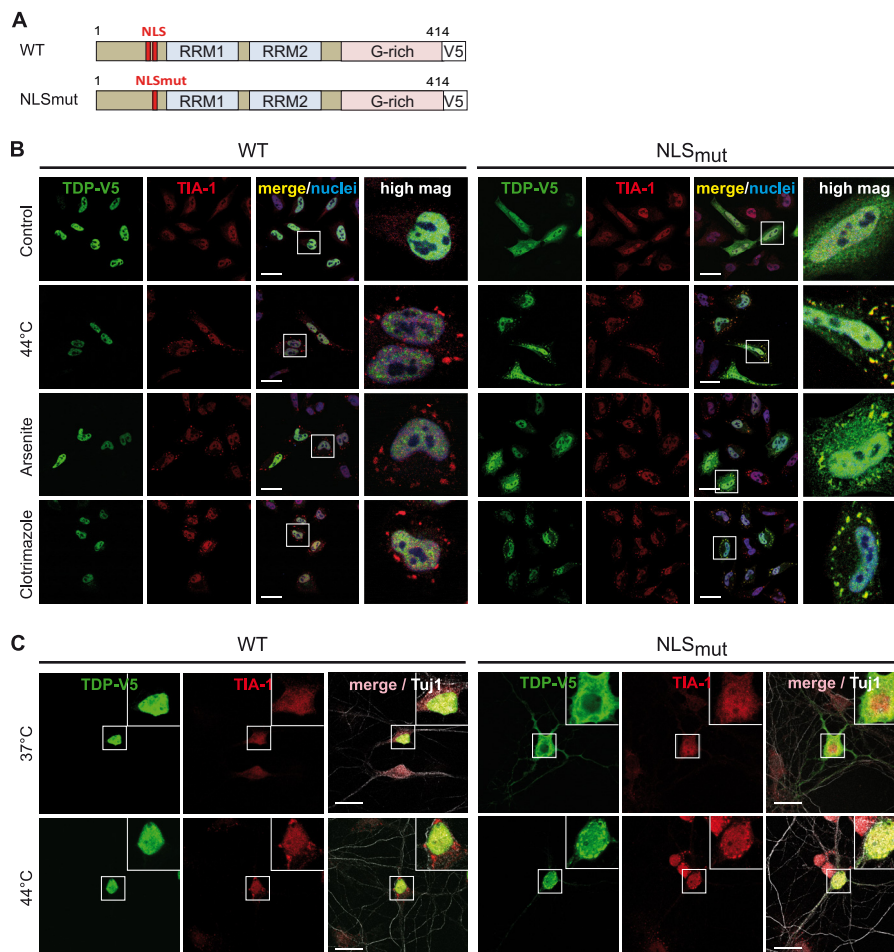 A
1 NLS 414
WT RRM1 RRM2 G-rich V5
1 NLSmut 414
NLSmut RRM1 RRM2 G-rich V5
B
WT NLSmut
TDP-V5 TIA-1 merge/nuclei high mag TDP-V5 TIA-1 merge/nuclei high mag
Control
44°C
Arsenite
Clotrimazole
C
WT NLSmut
TDP-V5 TIA-1 merge / Tuj1 TDP-V5 TIA-1 merge / Tuj1
37°C
44°C